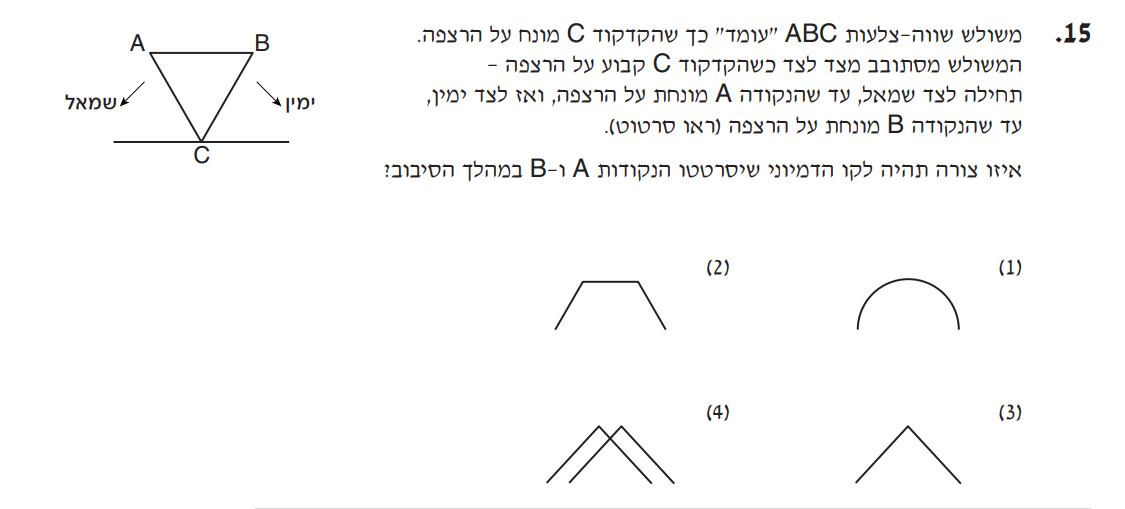 .15 משולש שווה-צלעות ABC "עומד" כך שהקדקוד C מונח על הרצפה.
המשולש מסתובב מצד לצד כשהקדקוד C קבוע על הרצפה -
תחילה לצד שמאל, עד שהנקודה A מונחת על הרצפה, ואז לצד ימין,
עד שהנקודה B מונחת על הרצפה (ראו סרטוט).
איזו צורה תהיה לקו הדמיוני שיסרטטו הנקודות A ו-B במהלך הסיבוב?
A B
שמאל ימין
C
(1) (2)
(3) (4)